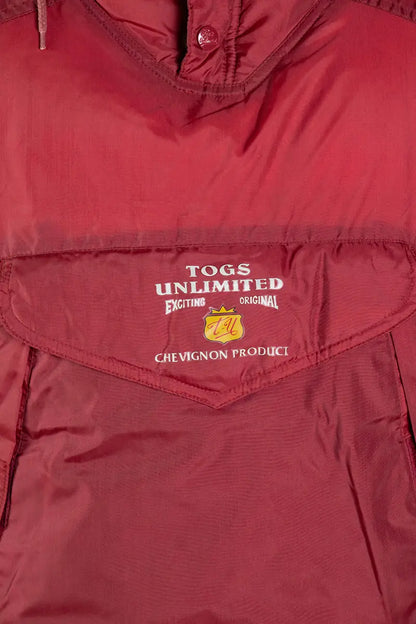 TOGS
UNLIMITED
EXCITING ORIGINAL
t.U
CHEVIGNON PRODUCT